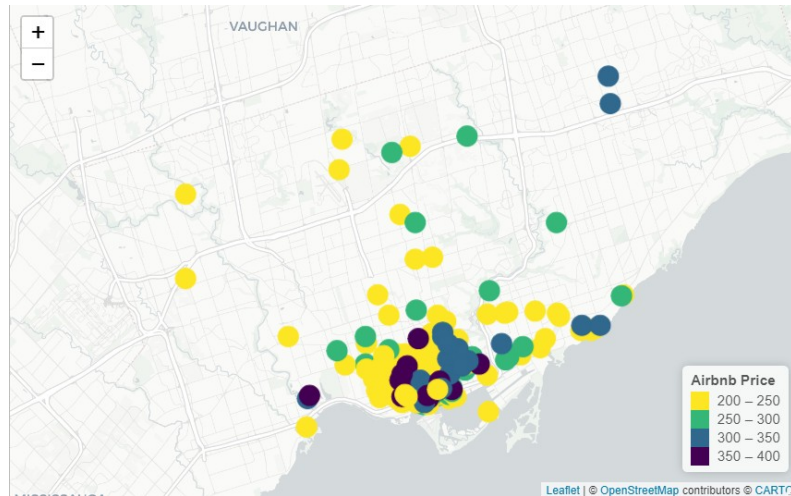 +
VAUGHAN
−
Airbnb Price
200 – 250
250 – 300
300 – 350
350 – 400
Leaflet | © OpenStreetMap contributors © CARTO